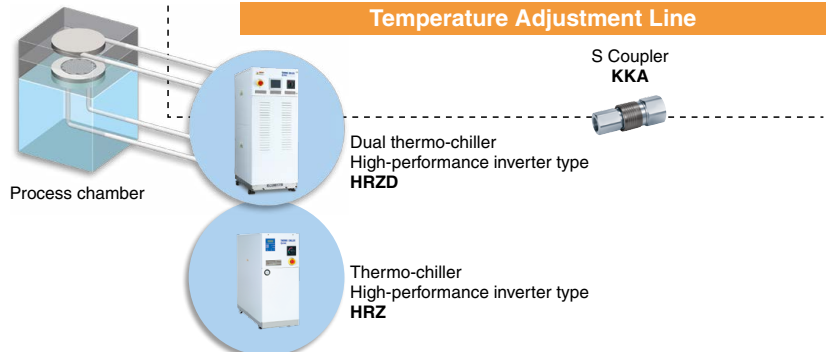 Temperature Adjustment Line
S Coupler
KKA
Process chamber
Dual thermo-chiller
High-performance inverter type
HRZD
Thermo-chiller
High-performance inverter type
HRZ